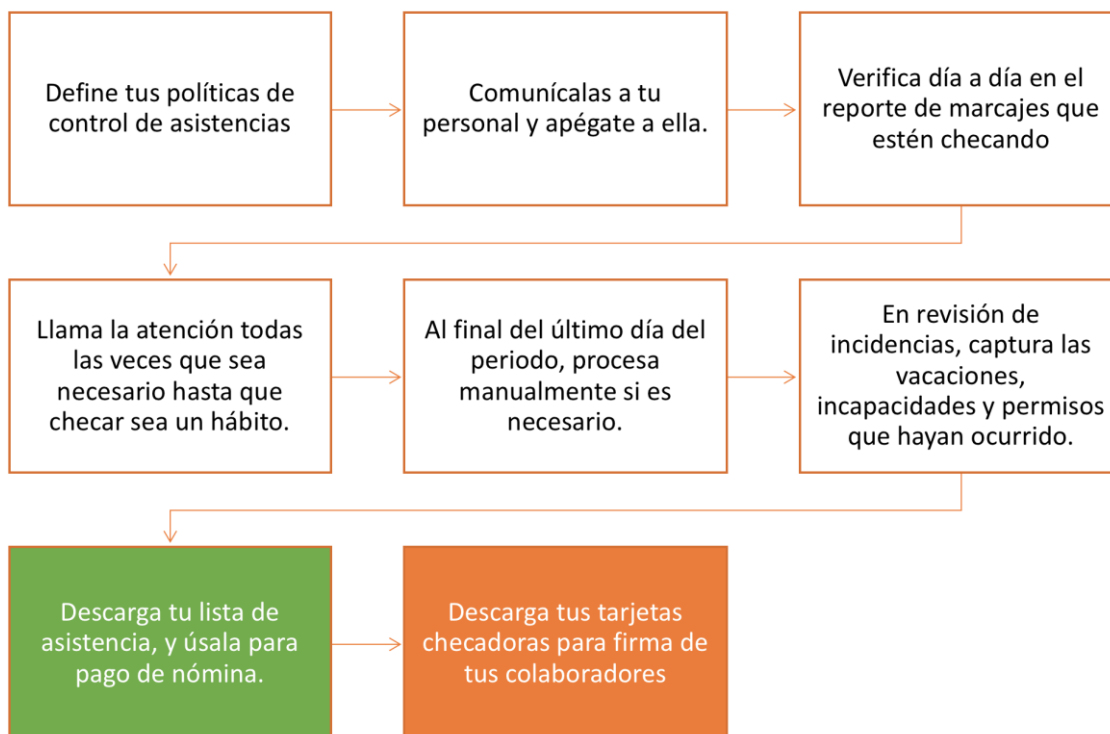 Define tus políticas de
control de asistencias
Comunícalas a tu
personal y apégate a ella.
Verifica día a día en el
reporte de marcajes que
estén checando
Llama la atención todas
las veces que sea
necesario hasta que
checar sea un hábito.
Al final del último día del
periodo, procesa
manualmente si es
necesario.
En revisión de
incidencias, captura las
vacaciones,
incapacidades y permisos
que hayan ocurrido.
Descarga tu lista de
asistencia, y úsala para
pago de nómina.
Descarga tus tarjetas
checadoras para firma de
tus colaboradores